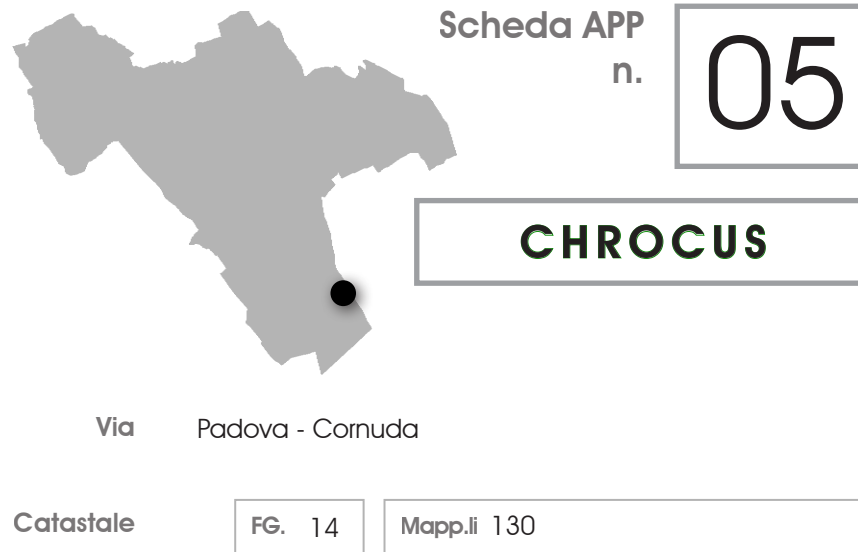 Scheda APP
n.
05
CHROCUS
Via Padova - Cornuda
Catastale FG. 14 Mapp.li 130